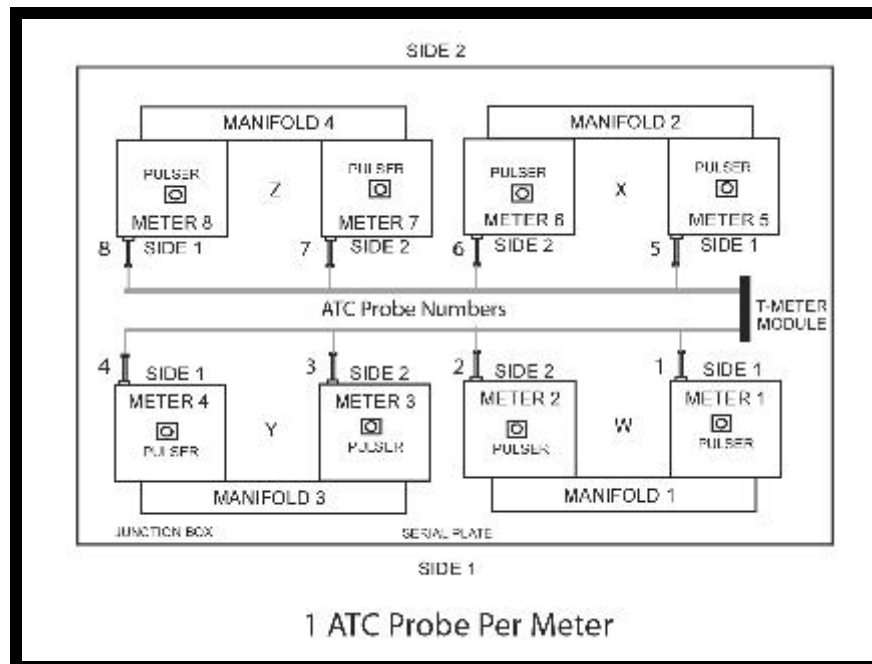 SIDE 2
MANIFOLD 4
MANIFOLD 2
PULSER
PULSER
PULSER
PULSER
Z
X
METER 8
METER 7
METER 6
METER 5
8 SIDE 1
7 SIDE 2
6 SIDE 2
5 SIDE 1
ATC Probe Numbers
T-METER
MODULE
4 SIDE 1
3 SIDE 2
2 SIDE 2
1 SIDE 1
METER 4
METER 3
METER 2
METER 1
Y
W
PULSER
PULSER
PULSER
PULSER
MANIFOLD 3
MANIFOLD 1
JUNCTION BOX
SERIAL PLATE
SIDE 1
1 ATC Probe Per Meter